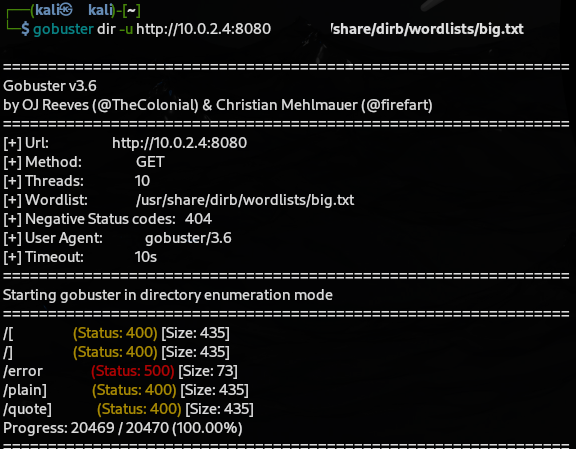 ┌──(kali㉿kali)-[~]
└─$ gobuster dir -u http://10.0.2.4:8080 /share/dirb/wordlists/big.txt
===============================================================
Gobuster v3.6
by OJ Reeves (@TheColonial) & Christian Mehlmauer (@firefart)
===============================================================
[+] Url: http://10.0.2.4:8080
[+] Method: GET
[+] Threads: 10
[+] Wordlist: /usr/share/dirb/wordlists/big.txt
[+] Negative Status codes: 404
[+] User Agent: gobuster/3.6
[+] Timeout: 10s
===============================================================
Starting gobuster in directory enumeration mode
===============================================================
/[ (Status: 400) [Size: 435]
/] (Status: 400) [Size: 435]
/error (Status: 500) [Size: 73]
/plain] (Status: 400) [Size: 435]
/quote] (Status: 400) [Size: 435]
Progress: 20469 / 20470 (100.00%)
===============================================================